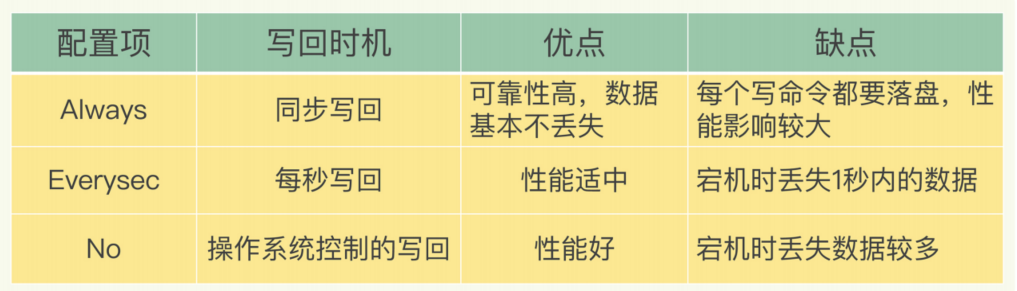 配置项 写回时机 优点 缺点
Always 同步写回 可靠性高，数据基本不丢失 每个写命令都要落盘，性能影响较大
Everysec 每秒写回 性能适中 宕机时丢失1秒内的数据
No 操作系统控制的写回 性能好 宕机时丢失数据较多